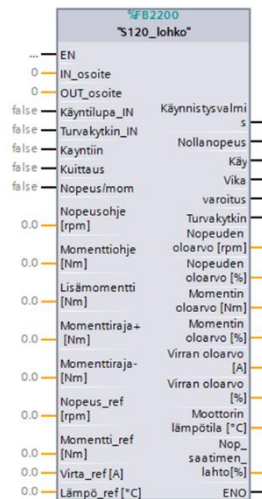 %FB2200
"S120_lohko"
... EN
0 IN_osoite
0 OUT_osoite
false Käyntilupa_IN
false Turvakytkin_IN
false Kayntiin
false Kuittaus
false Nopeus/mom
Nopeusohje
0.0 [rpm]
Momenttiohje
0.0 [Nm]
Lisämomentti
0.0 [Nm]
Momenttiraja+
0.0 [Nm]
Momenttiraja-
0.0 [Nm]
Nopeus_ref
0.0 [rpm]
Momentti_ref
0.0 [Nm]
0.0 Virta_ref [A]
0.0 Lämpö_ref [°C]
Käynnistysvalmi
s
Nollanopeus
Käy
Vika
varoitus
Turvakytkin
Nopeuden
oloarvo [rpm]
Nopeuden
oloarvo [%]
Momentin
oloarvo [Nm]
Momentin
oloarvo [%]
Virran oloarvo
[A]
Virran oloarvo
[%]
Moottorin
lämpötila [°C]
Nop_
saatimen_
lahto[%]
ENO